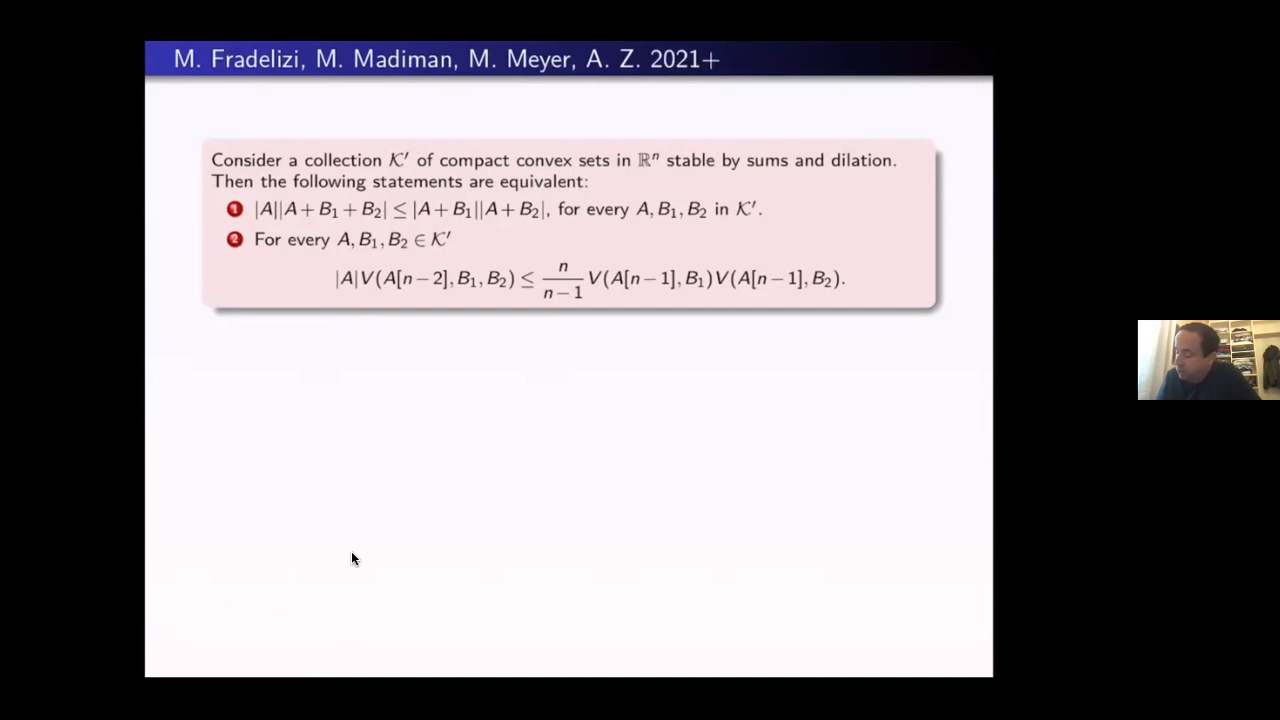 M. Fradelizi, M. Madiman, M. Meyer, A. Z. 2021+
Consider a collection 𝒦′ of compact convex sets in ℝⁿ stable by sums and dilation.
Then the following statements are equivalent:
1 |A||A + B₁ + B₂| ≤ |A + B₁||A + B₂|, for every A, B₁, B₂ in 𝒦′.
2 For every A, B₁, B₂ ∈ 𝒦′
|A|V(A[n − 2], B₁, B₂) ≤ n/(n − 1) V(A[n − 1], B₁)V(A[n − 1], B₂).